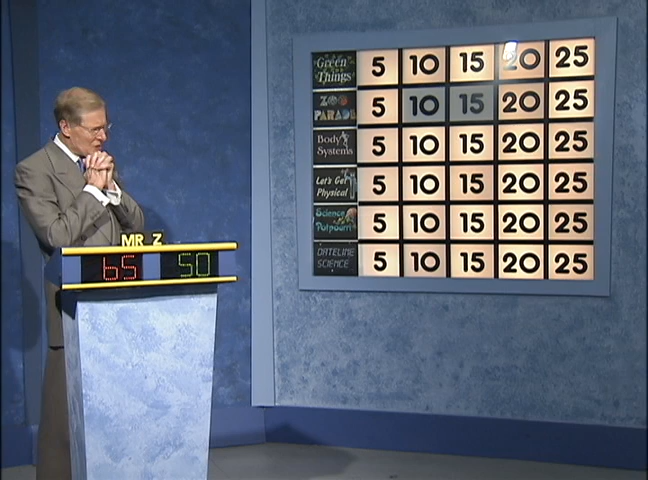 Green Things 5 10 15 20 25
ZOO PARADE 5 10 15 20 25
Body Systems 5 10 15 20 25
Let's Get Physical 5 10 15 20 25
Science Potpourri 5 10 15 20 25
DATELINE SCIENCE 5 10 15 20 25
MR Z
65 50